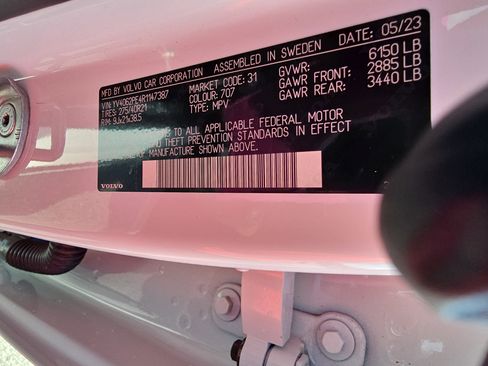 MFD BY VOLVO CAR CORPORATION ASSEMBLED IN SWEDEN DATE: 05/23
VIN: YV4062PF4R1147387 MARKET CODE: 31 GVWR: 6150 LB
TIRES: 275/40R21 COLOUR: 707 GAWR FRONT: 2885 LB
RIM: 9Jx21x38.5 TYPE: MPV GAWR REAR: 3440 LB
TO ALL APPLICABLE FEDERAL MOTOR
THEFT PREVENTION STANDARDS IN EFFECT
MANUFACTURE SHOWN ABOVE.
VOLVO